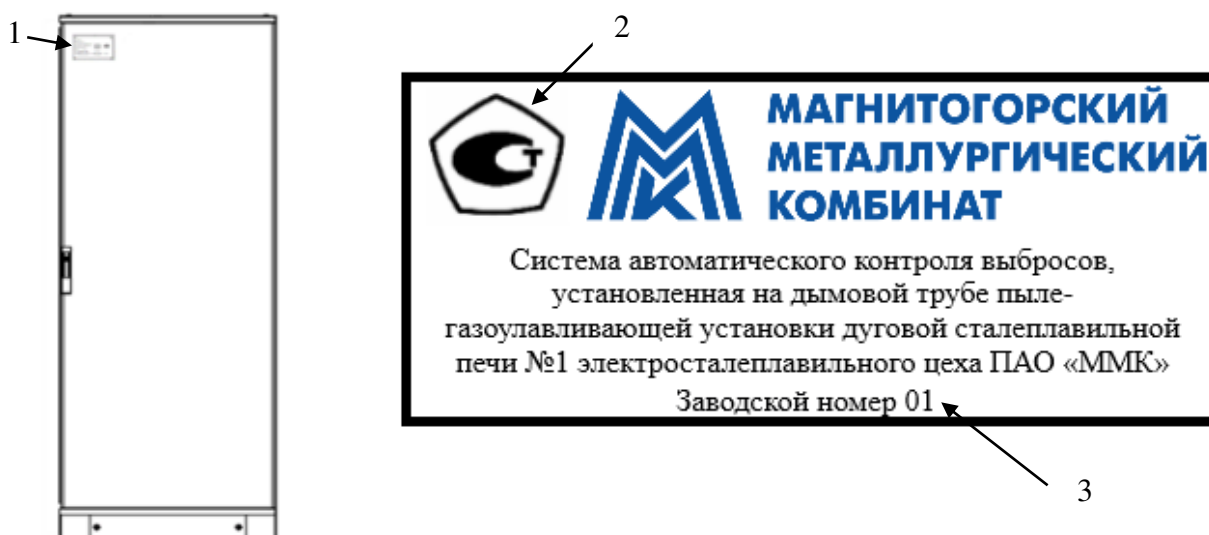 1
2
МАГНИТОГОРСКИЙ
МЕТАЛЛУРГИЧЕСКИЙ
КОМБИНАТ
Система автоматического контроля выбросов,
установленная на дымовой трубе пыле-
газоулавливающей установки дуговой сталеплавильной
печи №1 электросталеплавильного цеха ПАО «ММК»
Заводской номер 01
3